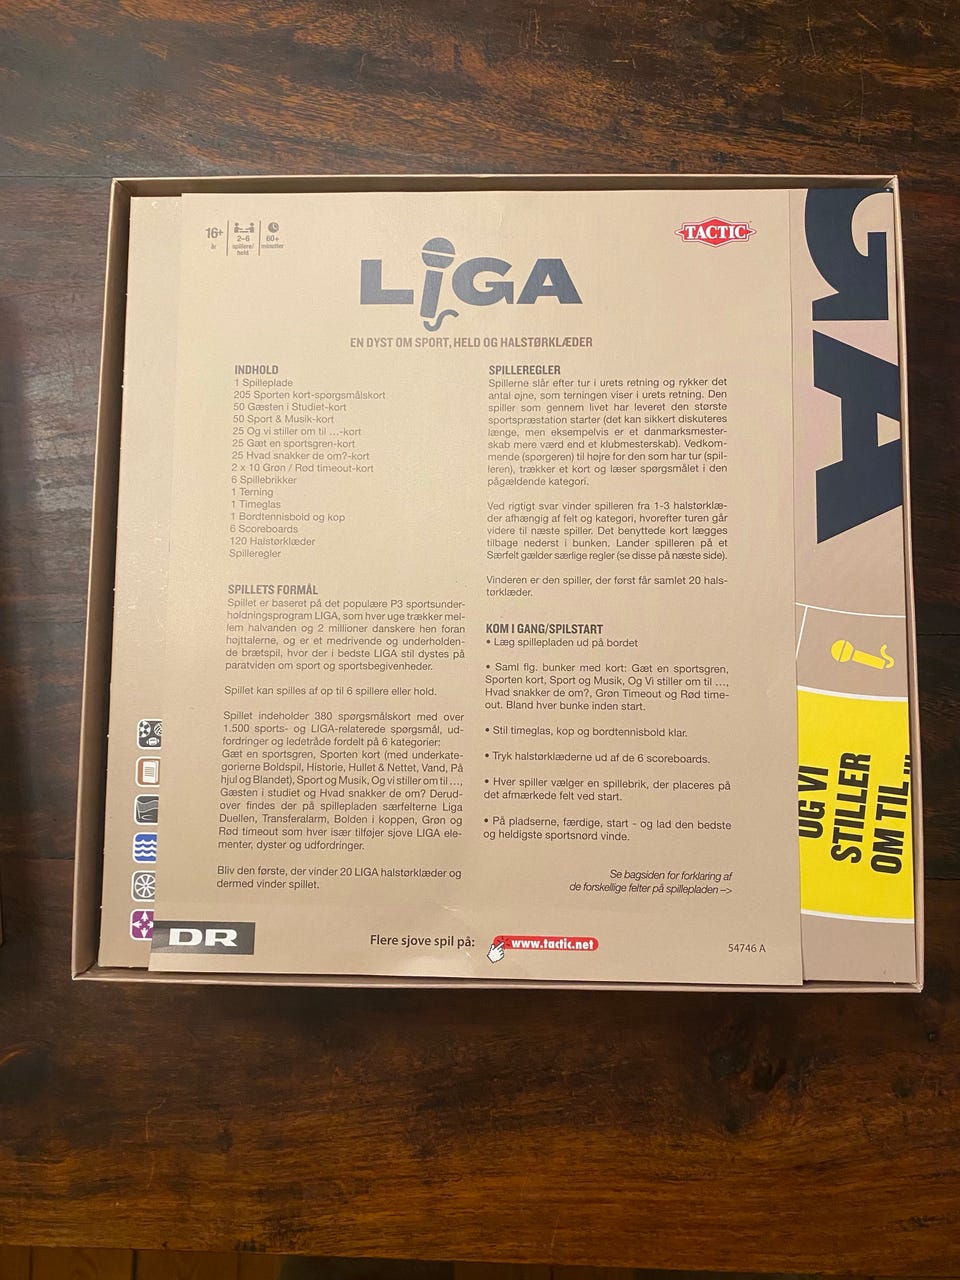 16+
år
2-6
spillere/
hold
60+
minutter
TACTIC
LIGA
EN DYST OM SPORT, HELD OG HALSTØRKLÆDER
INDHOLD
1 Spilleplade
205 Sporten kort-spørgsmålskort
50 Gæsten i Studiet-kort
50 Sport & Musik-kort
25 Og vi stiller om til ...-kort
25 Gæt en sportsgren-kort
25 Hvad snakker de om?-kort
2 x 10 Grøn / Rød timeout-kort
6 Spillebrikker
1 Terning
1 Timeglas
1 Bordtennisbold og kop
6 Scoreboards
120 Halstørklæder
Spilleregler
SPILLETS FORMÅL
Spillet er baseret på det populære P3 sportsunder-
holdningsprogram LIGA, som hver uge trækker mel-
lem halvanden og 2 millioner danskere hen foran
højttalerne, og er et medrivende og underholden-
de brætspil, hvor der i bedste LIGA stil dystes på
paratviden om sport og sportsbegivenheder.
Spillet kan spilles af op til 6 spillere eller hold.
Spillet indeholder 380 spørgsmålskort med over
1.500 sports- og LIGA-relaterede spørgsmål, ud-
fordringer og ledetråde fordelt på 6 kategorier:
Gæt en sportsgren, Sporten kort (med underkate-
gorierne Boldspil, Historie, Hullet & Nettet, Vand, På
hjul og Blandet), Sport og Musik, Og vi stiller om til ...,
Gæsten i studiet og Hvad snakker de om? Derud-
over findes der på spillepladen særfelterne Liga
Duellen, Transferalarm, Bolden i koppen, Grøn og
Rød timeout som hver især tilføjer sjove LIGA ele-
menter, dyster og udfordringer.
Bliv den første, der vinder 20 LIGA halstørklæder og
dermed vinder spillet.
SPILLEREGLER
Spillerne slår efter tur i urets retning og rykker det
antal øjne, som terningen viser i urets retning. Den
spiller som gennem livet har leveret den største
sportspræstation starter (det kan sikkert diskuteres
længe, men eksempelvis er et danmarksmester-
skab mere værd end et klubmesterskab). Vedkom-
mende (spørgeren) til højre for den som har tur (spil-
leren), trækker et kort og læser spørgsmålet i den
pågældende kategori.
Ved rigtigt svar vinder spilleren fra 1-3 halstørklæ-
der afhængig af felt og kategori, hvorefter turen går
videre til næste spiller. Det benyttede kort lægges
tilbage nederst i bunken. Lander spilleren på et
Særfelt gælder særlige regler (se disse på næste side).
Vinderen er den spiller, der først får samlet 20 hals-
tørklæder.
KOM I GANG/SPILSTART
• Læg spillepladen ud på bordet
• Saml flg. bunker med kort: Gæt en sportsgren,
Sporten kort, Sport og Musik, Og Vi stiller om til ...,
Hvad snakker de om?, Grøn Timeout og Rød time-
out. Bland hver bunke inden start.
• Stil timeglas, kop og bordtennisbold klar.
• Tryk halstørklæderne ud af de 6 scoreboards.
• Hver spiller vælger en spillebrik, der placeres på
det afmærkede felt ved start.
• På pladserne, færdige, start - og lad den bedste
og heldigste sportsnørd vinde.
Se bagsiden for forklaring af
de forskellige felter på spillepladen –>
DR
Flere sjove spil på:
www.tactic.net
54746 A
GA
OG VI
STILLER
OM TIL ...